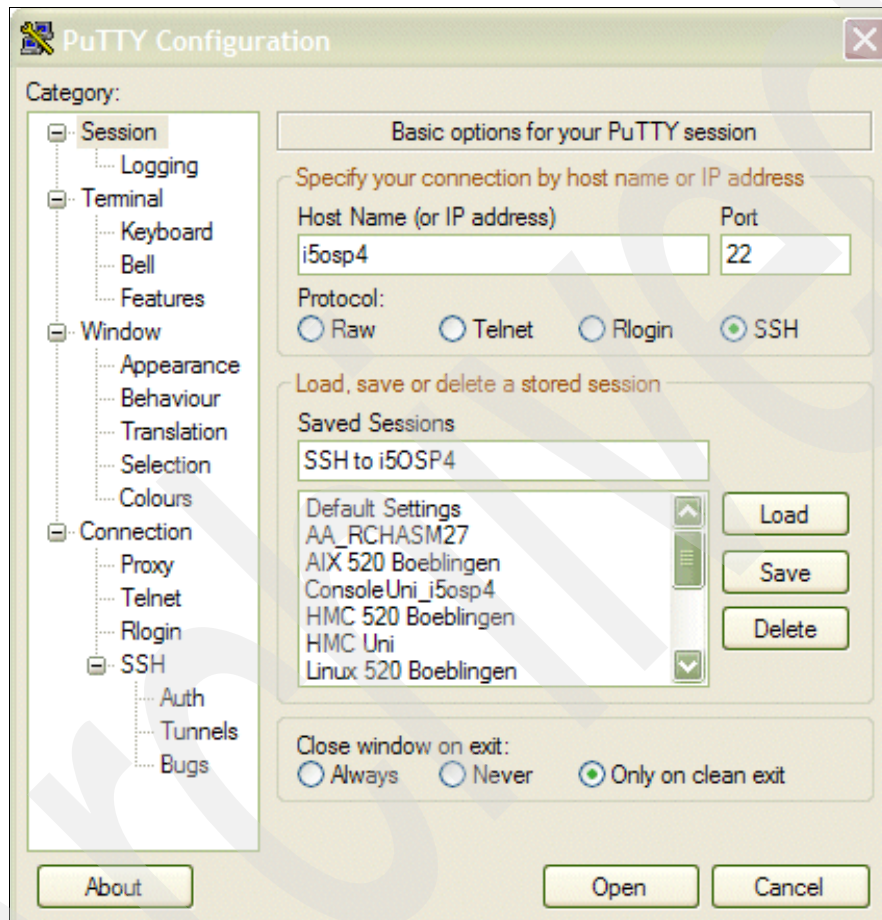 PuTTY Configuration
Category:
Session
Logging
Terminal
Keyboard
Bell
Features
Window
Appearance
Behaviour
Translation
Selection
Colours
Connection
Proxy
Telnet
Rlogin
SSH
Auth
Tunnels
Bugs
Basic options for your PuTTY session
Specify your connection by host name or IP address
Host Name (or IP address) Port
i5osp4 22
Protocol:
Raw Telnet Rlogin SSH
Load, save or delete a stored session
Saved Sessions
SSH to i5OSP4
Default Settings
AA_RCHASM27
AIX 520 Boeblingen
ConsoleUni_i5osp4
HMC 520 Boeblingen
HMC Uni
Linux 520 Boeblingen
Load
Save
Delete
Close window on exit:
Always Never Only on clean exit
About Open Cancel